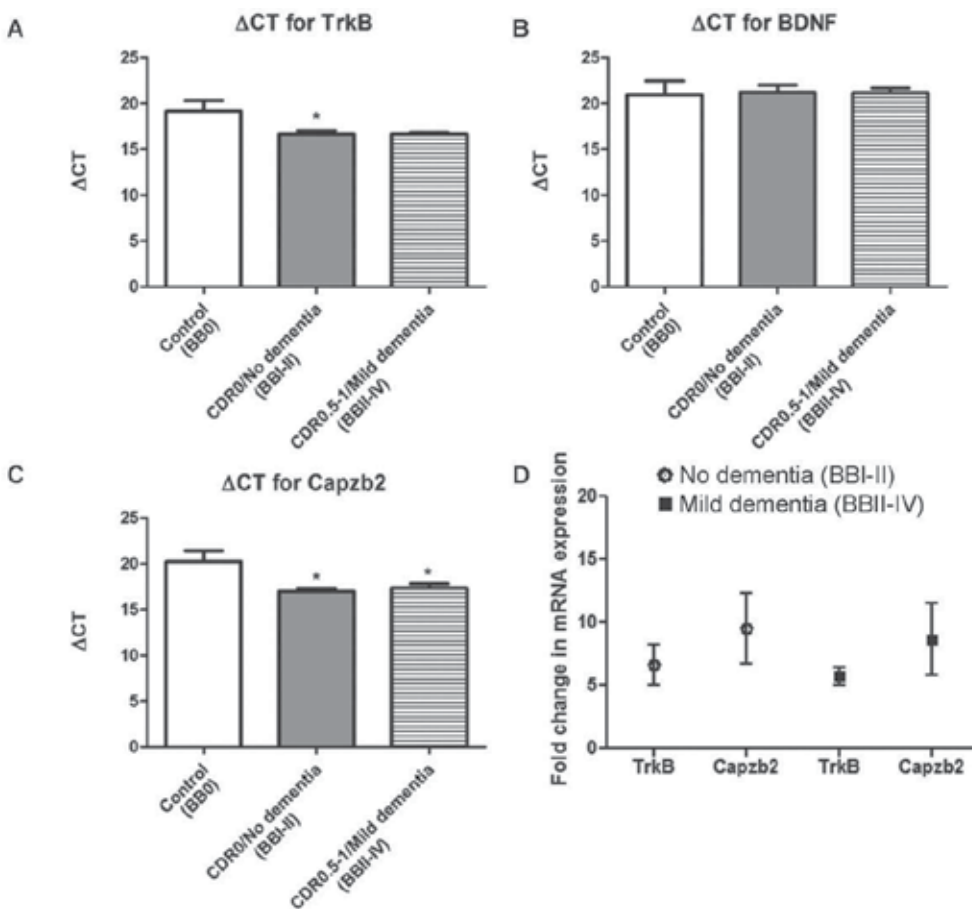 A
ΔCT for TrkB
25
20
15
10
5
0
ΔCT
*
Control
(BB0)
CDR0/No dementia
(BBI-II)
CDR0.5-1/Mild dementia
(BBII-IV)
B
ΔCT for BDNF
25
20
15
10
5
0
ΔCT
Control
(BB0)
CDR0/No dementia
(BBI-II)
CDR0.5-1/Mild dementia
(BBII-IV)
C
ΔCT for Capzb2
25
20
15
10
5
0
ΔCT
*
*
Control
(BB0)
CDR0/No dementia
(BBI-II)
CDR0.5-1/Mild dementia
(BBII-IV)
D
No dementia (BBI-II)
Mild dementia (BBII-IV)
Fold change in mRNA expression
20
15
10
5
0
TrkB
Capzb2
TrkB
Capzb2